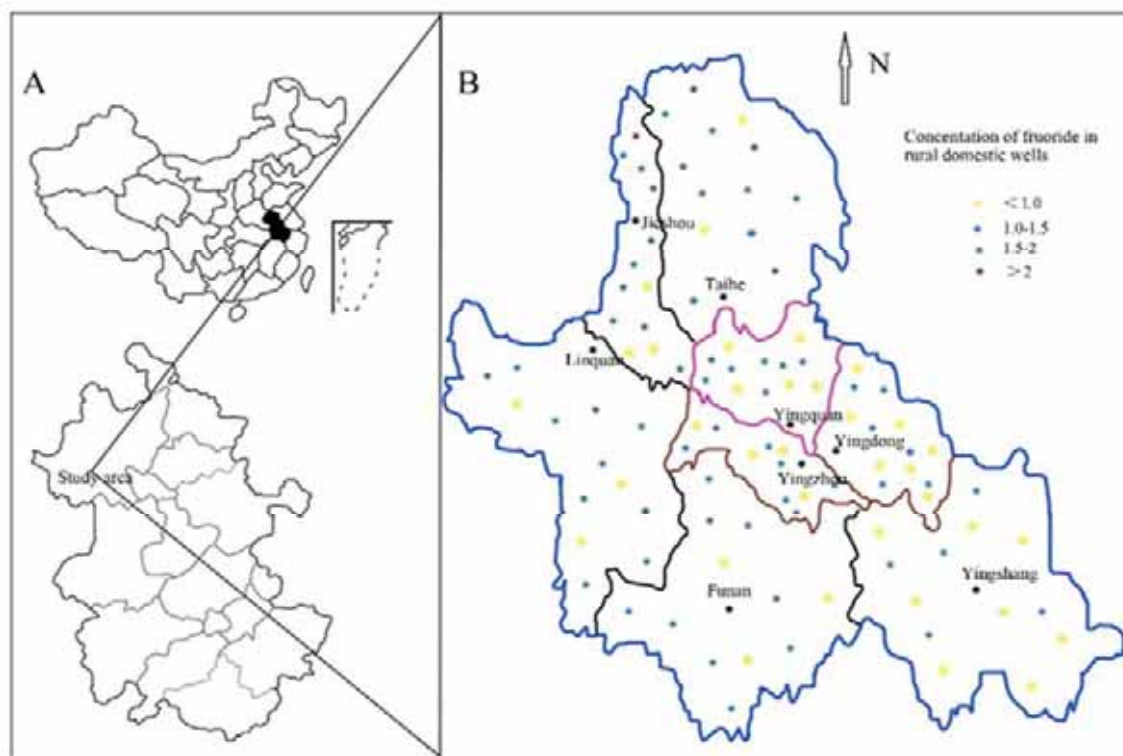 A
Study area
B
N
Concentation of fruoride in
rural domestic wells
< 1.0
1.0-1.5
1.5-2
> 2
Jieshou
Taihe
Linquan
Yingquan
Yingdong
Yingzhou
Funan
Yingshang